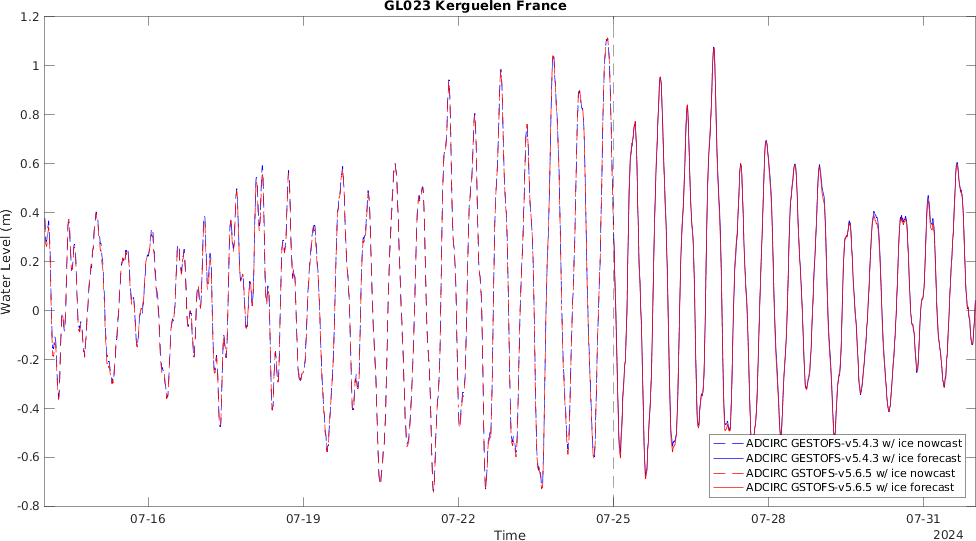 GL023 Kerguelen France
1.2
1
0.8
0.6
0.4
0.2
0
-0.2
-0.4
-0.6
-0.8
Water Level (m)
ADCIRC GESTOFS-v5.4.3 w/ ice nowcast
ADCIRC GESTOFS-v5.4.3 w/ ice forecast
ADCIRC GSTOFS-v5.6.5 w/ ice nowcast
ADCIRC GSTOFS-v5.6.5 w/ ice forecast
07-16 07-19 07-22 07-25 07-28 07-31
Time
2024